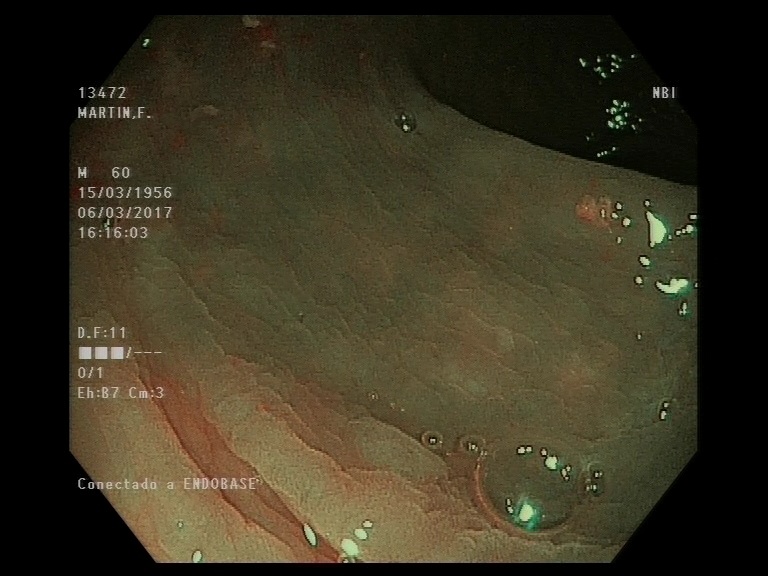 13472
NBI
MARTIN,F.
M 60
15/03/1956
06/03/2017
16:16:03
D.F:11
■■■/---
0/1
Eh:B7 Cm:3
Conectado a ENDOBASE